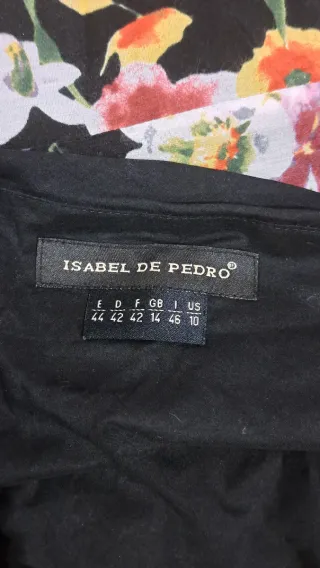 ISABEL DE PEDRO®
E D F GB I US
44 42 42 14 46 10